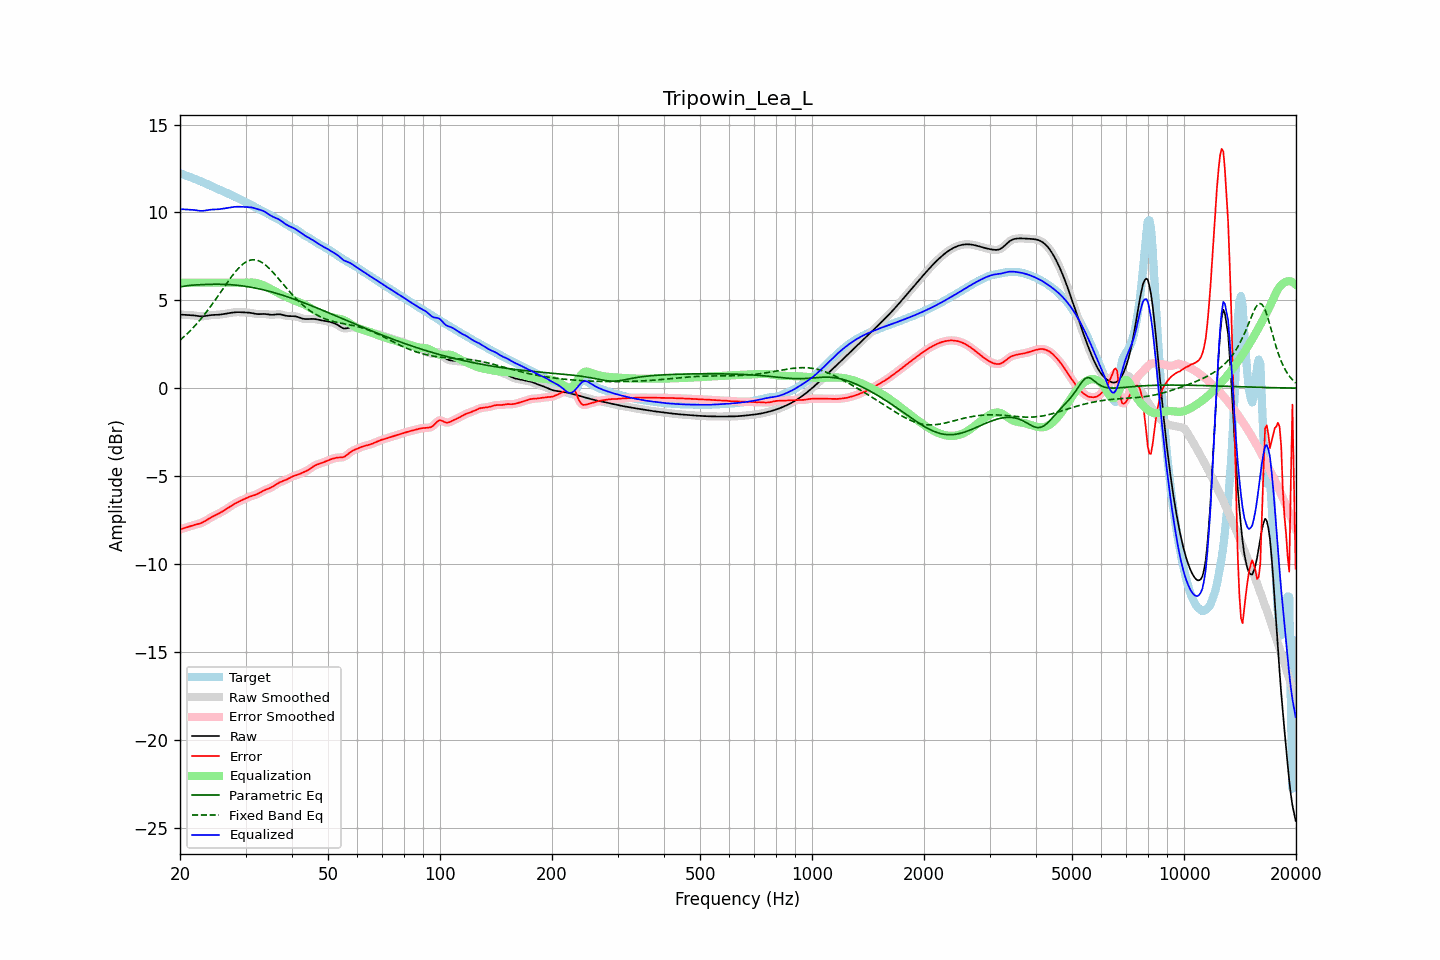 Tripowin_Lea_L
15
10
5
0
−5
−10
−15
−20
−25
Amplitude (dBr)
Target
Raw Smoothed
Error Smoothed
Raw
Error
Equalization
Parametric Eq
Fixed Band Eq
Equalized
20 50 100 200 500 1000 2000 5000 10000 20000
Frequency (Hz)